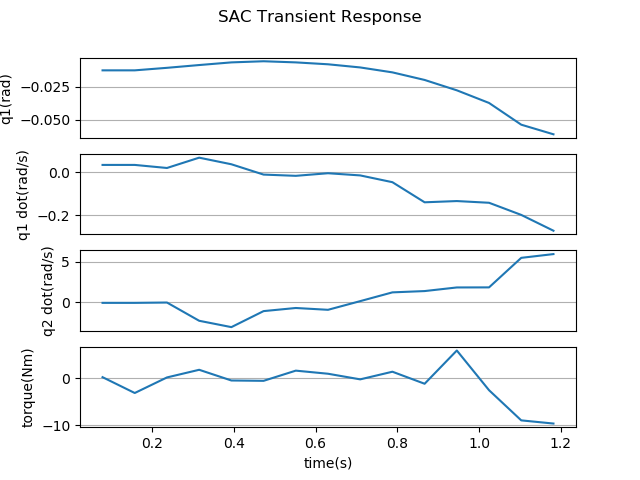 SAC Transient Response
q1(rad)
−0.025
−0.050
q1 dot(rad/s)
0.0
−0.2
q2 dot(rad/s)
5
0
torque(Nm)
0
−10
0.2 0.4 0.6 0.8 1.0 1.2
time(s)